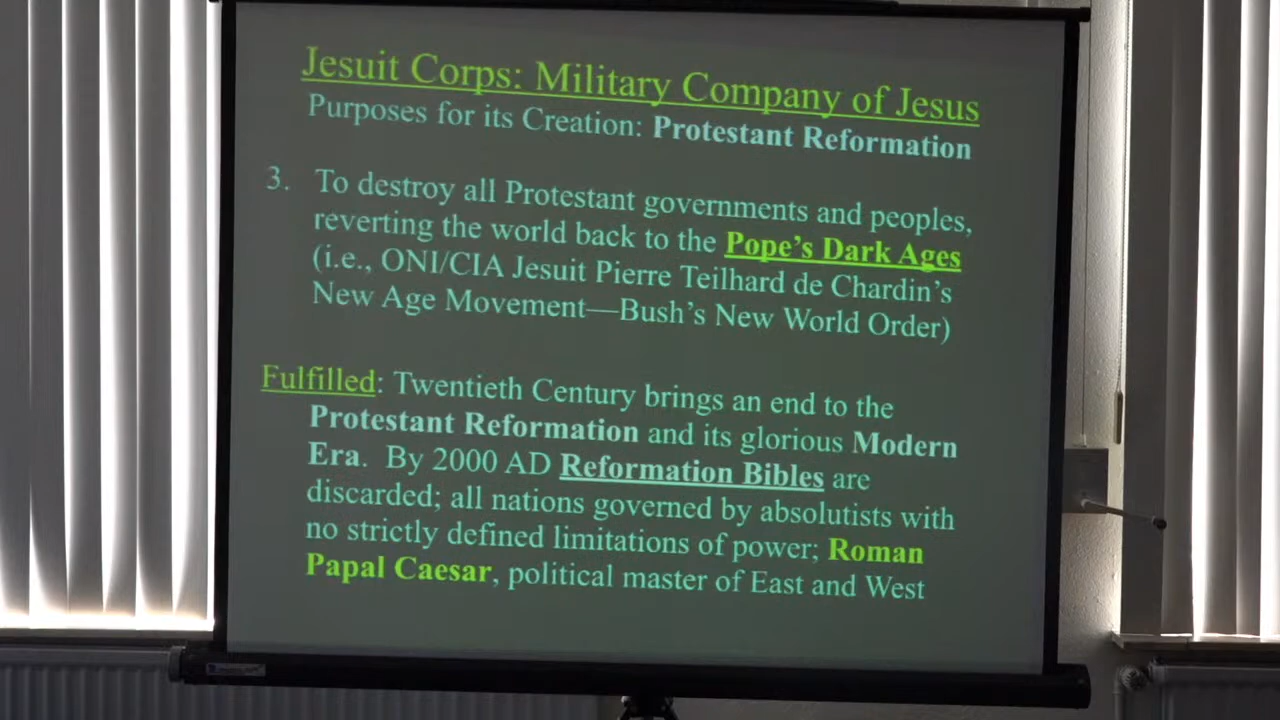 Jesuit Corps: Military Company of Jesus
Purposes for its Creation: Protestant Reformation
3. To destroy all Protestant governments and peoples,
reverting the world back to the Pope's Dark Ages
(i.e., ONI/CIA Jesuit Pierre Teilhard de Chardin's
New Age Movement—Bush's New World Order)
Fulfilled: Twentieth Century brings an end to the
Protestant Reformation and its glorious Modern
Era. By 2000 AD Reformation Bibles are
discarded; all nations governed by absolutists with
no strictly defined limitations of power; Roman
Papal Caesar, political master of East and West